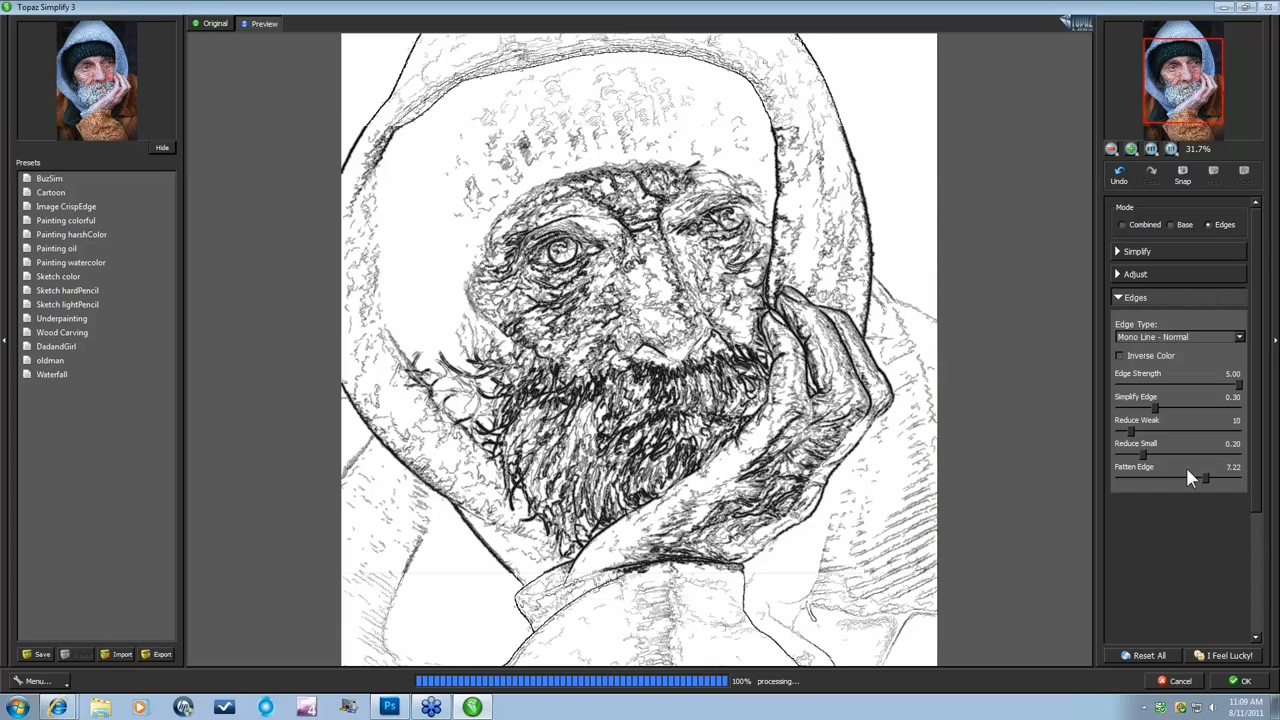 Topaz Simplify 3
Original
Preview
TOPAZ
Hide
31.7%
Presets
BuzSim
Cartoon
Image CrispEdge
Painting colorful
Painting harshColor
Painting oil
Painting watercolor
Sketch color
Sketch hardPencil
Sketch lightPencil
Underpainting
Wood Carving
DadandGirl
oldman
Waterfall
Save
Import
Export
Menu...
100% processing...
Undo
Snap
Mode
Combined
Base
Edges
Simplify
Adjust
Edges
Edge Type:
Mono Line - Normal
Inverse Color
Edge Strength 5.00
Simplify Edge 0.30
Reduce Weak 10
Reduce Small 0.20
Fatten Edge 7.22
Reset All
I Feel Lucky!
Cancel
OK
Ps
4
11:09 AM
8/11/2011